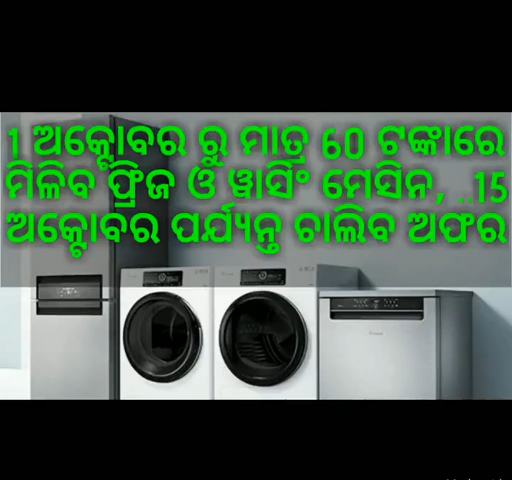 1 ଅକ୍ଟୋବର ରୁ ମାତ୍ର 60 ଟଙ୍କାରେ
ମିଳିବ ଫ୍ରିଜ ଓ ୱାସିଂ ମେସିନ, ..15
ଅକ୍ଟୋବର ପର୍ଯ୍ୟନ୍ତ ଚାଲିବ ଅଫର